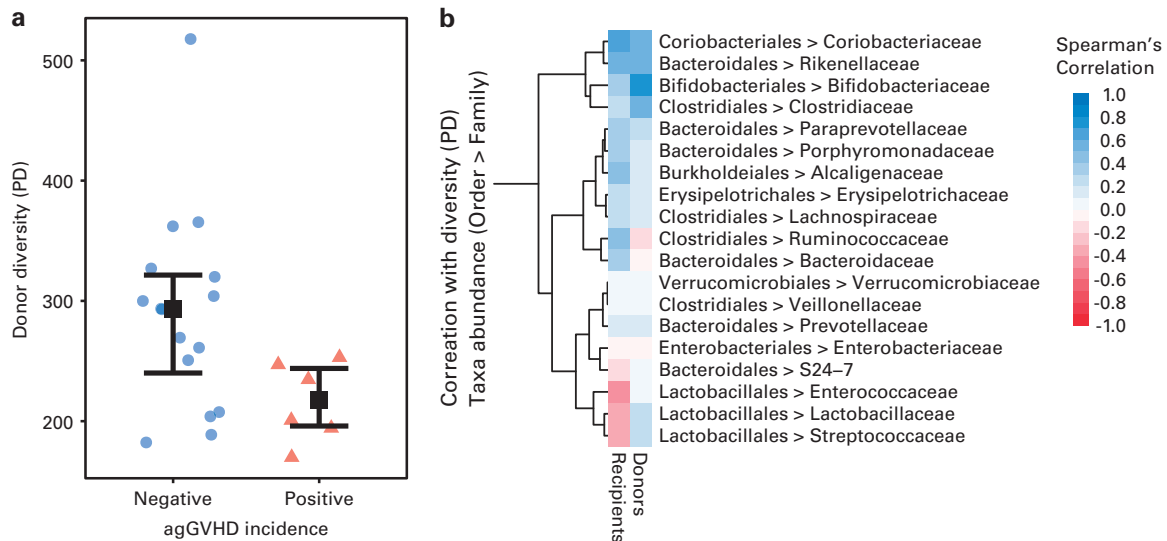 a
500
400
300
200
Donor diversity (PD)
Negative
Positive
agGVHD incidence
b
Correation with diversity (PD)
Taxa abundance (Order > Family)
Coriobacteriales > Coriobacteriaceae
Bacteroidales > Rikenellaceae
Bifidobacteriales > Bifidobacteriaceae
Clostridiales > Clostridiaceae
Bacteroidales > Paraprevotellaceae
Bacteroidales > Porphyromonadaceae
Burkholdeiales > Alcaligenaceae
Erysipelotrichales > Erysipelotrichaceae
Clostridiales > Lachnospiraceae
Clostridiales > Ruminococcaceae
Bacteroidales > Bacteroidaceae
Verrucomicrobiales > Verrucomicrobiaceae
Clostridiales > Veillonellaceae
Bacteroidales > Prevotellaceae
Enterobacteriales > Enterobacteriaceae
Bacteroidales > S24–7
Lactobacillales > Enterococcaceae
Lactobacillales > Lactobacillaceae
Lactobacillales > Streptococcaceae
Recipients
Donors
Spearman's
Correlation
1.0
0.8
0.6
0.4
0.2
0.0
-0.2
-0.4
-0.6
-0.8
-1.0